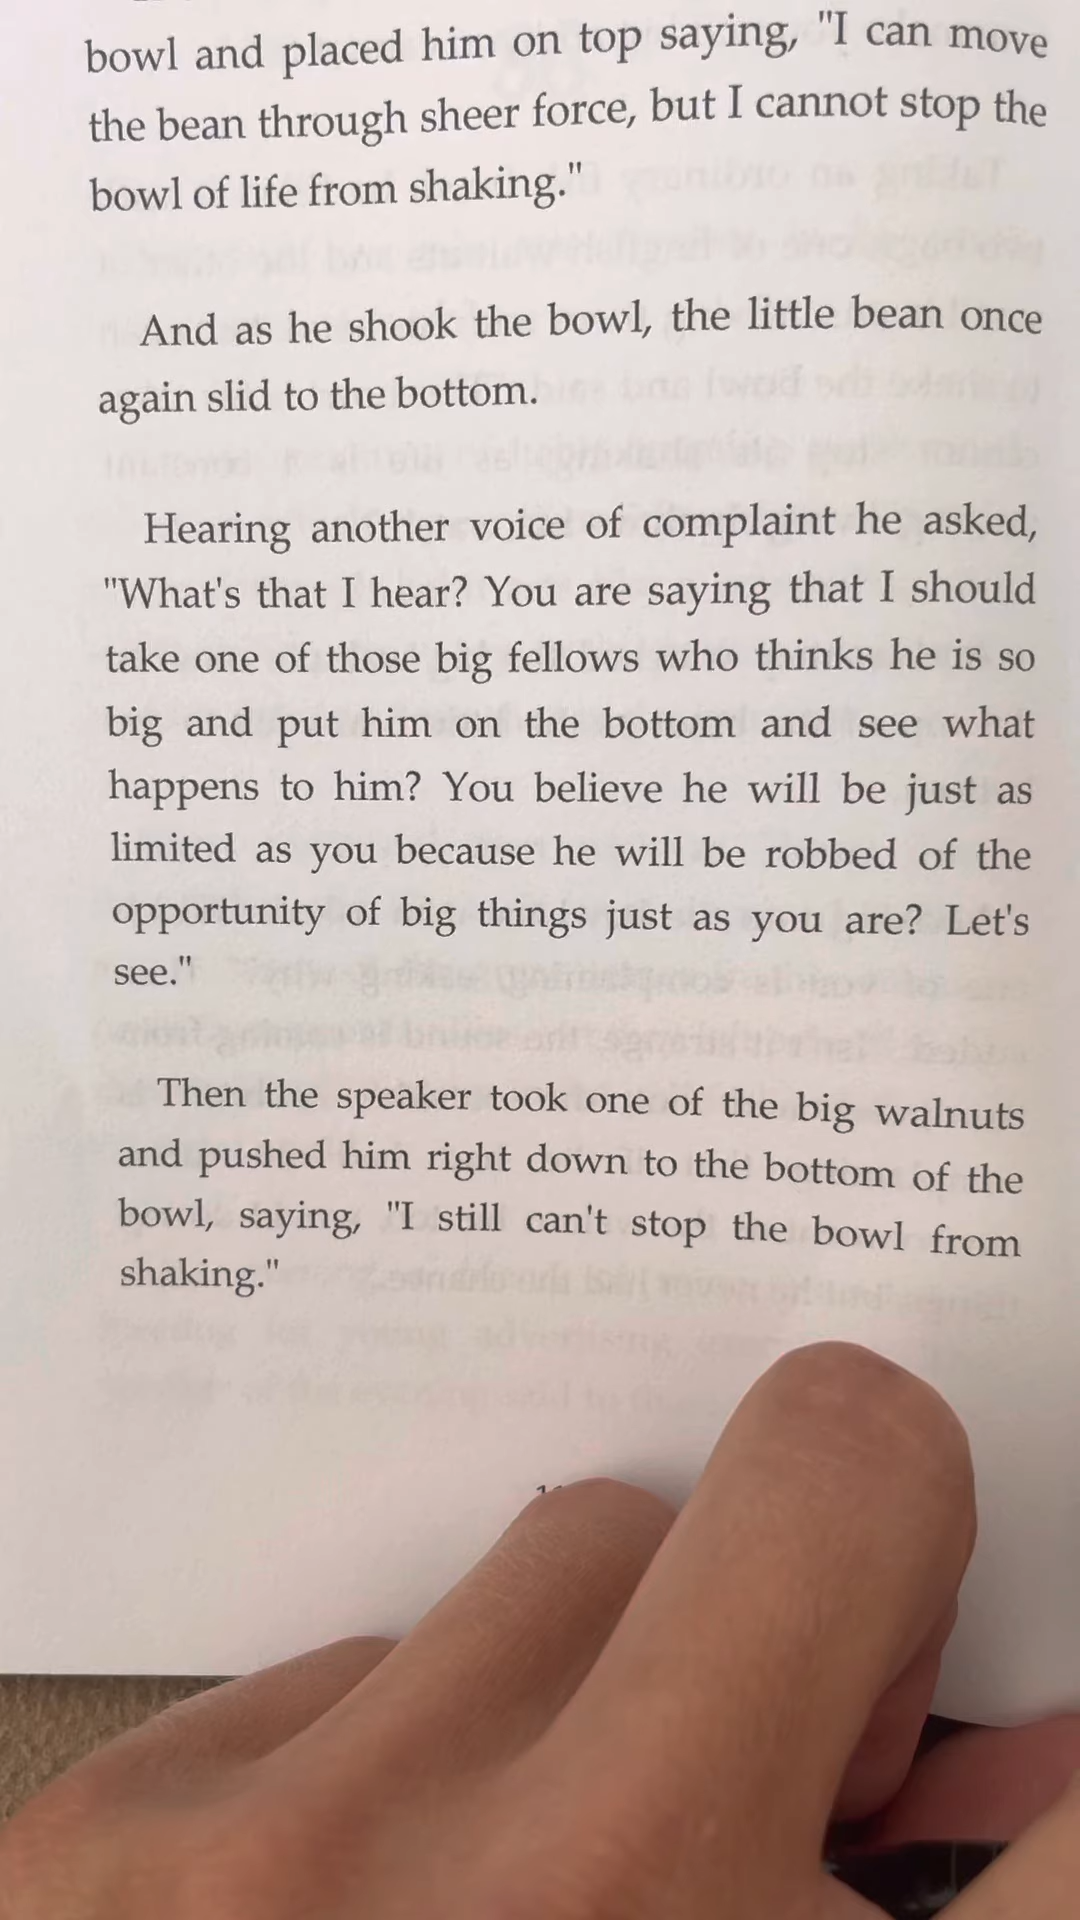 bowl and placed him on top saying, "I can move
the bean through sheer force, but I cannot stop the
bowl of life from shaking."
And as he shook the bowl, the little bean once
again slid to the bottom.
Hearing another voice of complaint he asked,
"What's that I hear? You are saying that I should
take one of those big fellows who thinks he is so
big and put him on the bottom and see what
happens to him? You believe he will be just as
limited as you because he will be robbed of the
opportunity of big things just as you are? Let's
see."
Then the speaker took one of the big walnuts
and pushed him right down to the bottom of the
bowl, saying, "I still can't stop the bowl from
shaking."